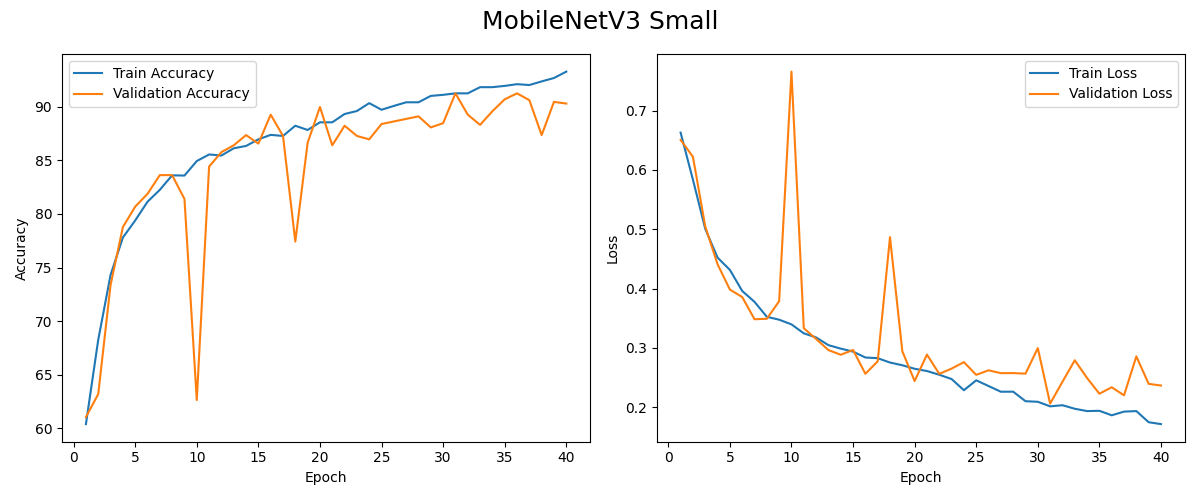 MobileNetV3 Small
Train Accuracy
Validation Accuracy
Accuracy
90
85
80
75
70
65
60
0 5 10 15 20 25 30 35 40
Epoch
Train Loss
Validation Loss
Loss
0.7
0.6
0.5
0.4
0.3
0.2
0 5 10 15 20 25 30 35 40
Epoch